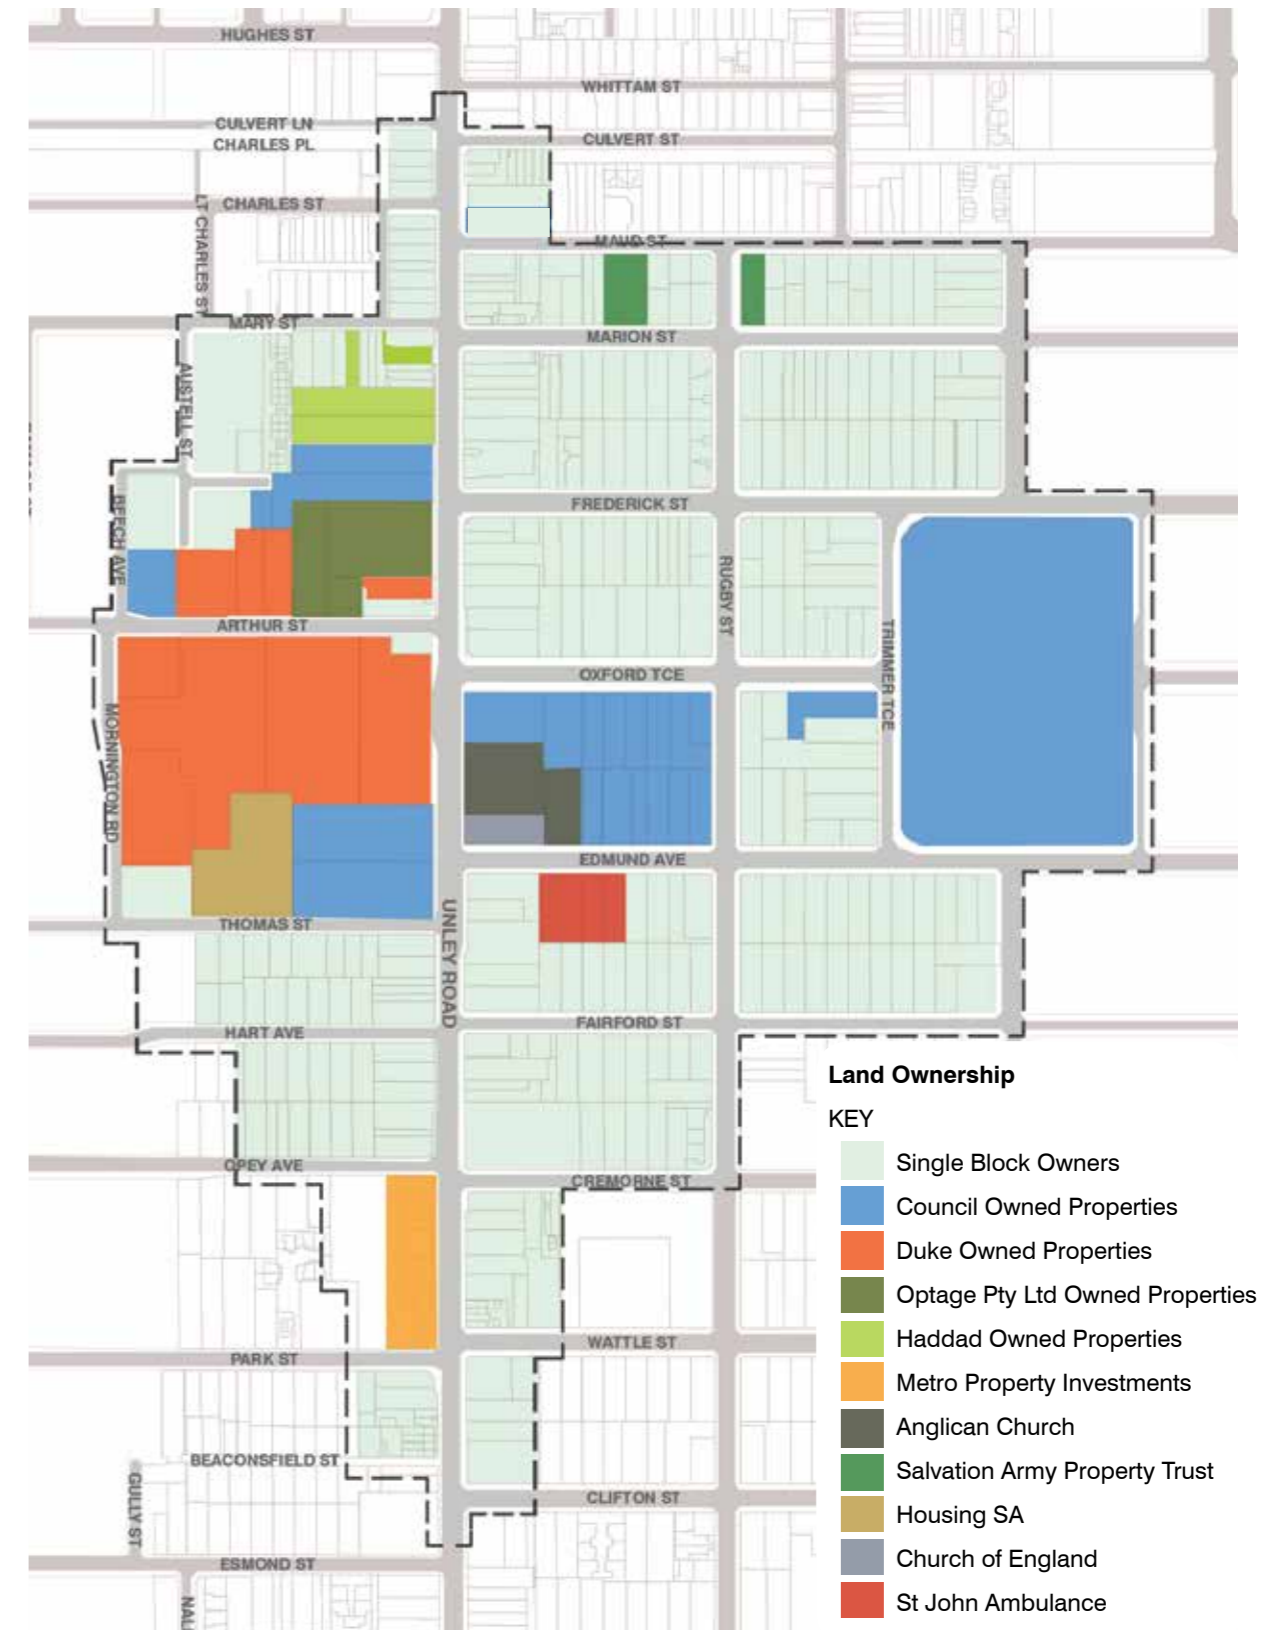 HUGHES ST
WHITTAM ST
CULVERT LN
CULVERT ST
CHARLES PL
LT CHARLES ST
CHARLES ST
MAUD ST
MARY ST
MARION ST
AUSTELL ST
BEECH AVE
FREDERICK ST
RUGBY ST
ARTHUR ST
TRIMMER TCE
OXFORD TCE
MORNINGTON RD
EDMUND AVE
UNLEY ROAD
THOMAS ST
FAIRFORD ST
HART AVE
Land Ownership
KEY
Single Block Owners
OPEY AVE
CREMORNE ST
Council Owned Properties
Duke Owned Properties
Optage Pty Ltd Owned Properties
Haddad Owned Properties
WATTLE ST
PARK ST
Metro Property Investments
Anglican Church
BEACONSFIELD ST
Salvation Army Property Trust
GULLY ST
CLIFTON ST
Housing SA
Church of England
ESMOND ST
St John Ambulance